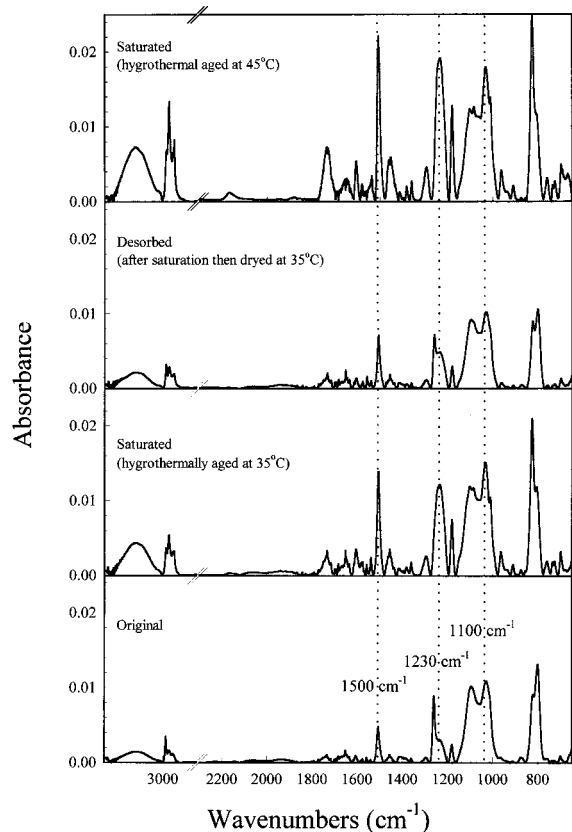 Absorbance
0.02
0.01
0.00
Saturated
(hygrothermal aged at 45°C)
0.02
0.01
0.00
Desorbed
(after saturation then dryed at 35°C)
0.02
0.01
0.00
Saturated
(hygrothermally aged at 35°C)
0.02
0.01
0.00
Original
1100 cm⁻¹
1230 cm⁻¹
1500 cm⁻¹
3000 2200 2000 1800 1600 1400 1200 1000 800
Wavenumbers (cm⁻¹)